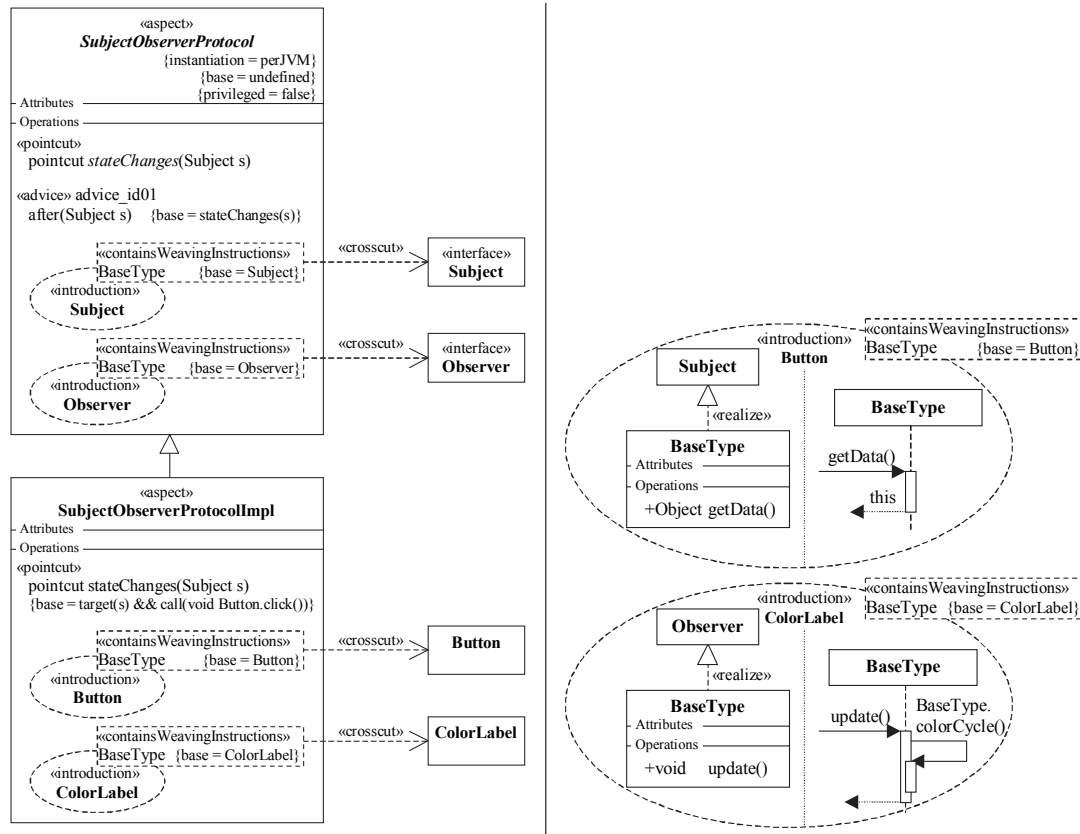 «aspect»
SubjectObserverProtocol
{instantiation = perJVM}
{base = undefined}
{privileged = false}
Attributes
Operations
«pointcut»
pointcut stateChanges(Subject s)
«advice» advice_id01
after(Subject s) {base = stateChanges(s)}
«containsWeavingInstructions»
BaseType {base = Subject}
«introduction»
Subject
«crosscut»
«interface»
Subject
«containsWeavingInstructions»
BaseType {base = Observer}
«introduction»
Observer
«crosscut»
«interface»
Observer
«aspect»
SubjectObserverProtocolImpl
Attributes
Operations
«pointcut»
pointcut stateChanges(Subject s)
{base = target(s) && call(void Button.click())}
«containsWeavingInstructions»
BaseType {base = Button}
«introduction»
Button
«crosscut»
Button
«containsWeavingInstructions»
BaseType {base = ColorLabel}
«introduction»
ColorLabel
«crosscut»
ColorLabel
«containsWeavingInstructions»
BaseType {base = Button}
«introduction»
Button
Subject
«realize»
BaseType
Attributes
Operations
+Object getData()
BaseType
getData()
this
«containsWeavingInstructions»
BaseType {base = ColorLabel}
«introduction»
ColorLabel
Observer
«realize»
BaseType
Attributes
Operations
+void update()
BaseType
update()
BaseType.
colorCycle()